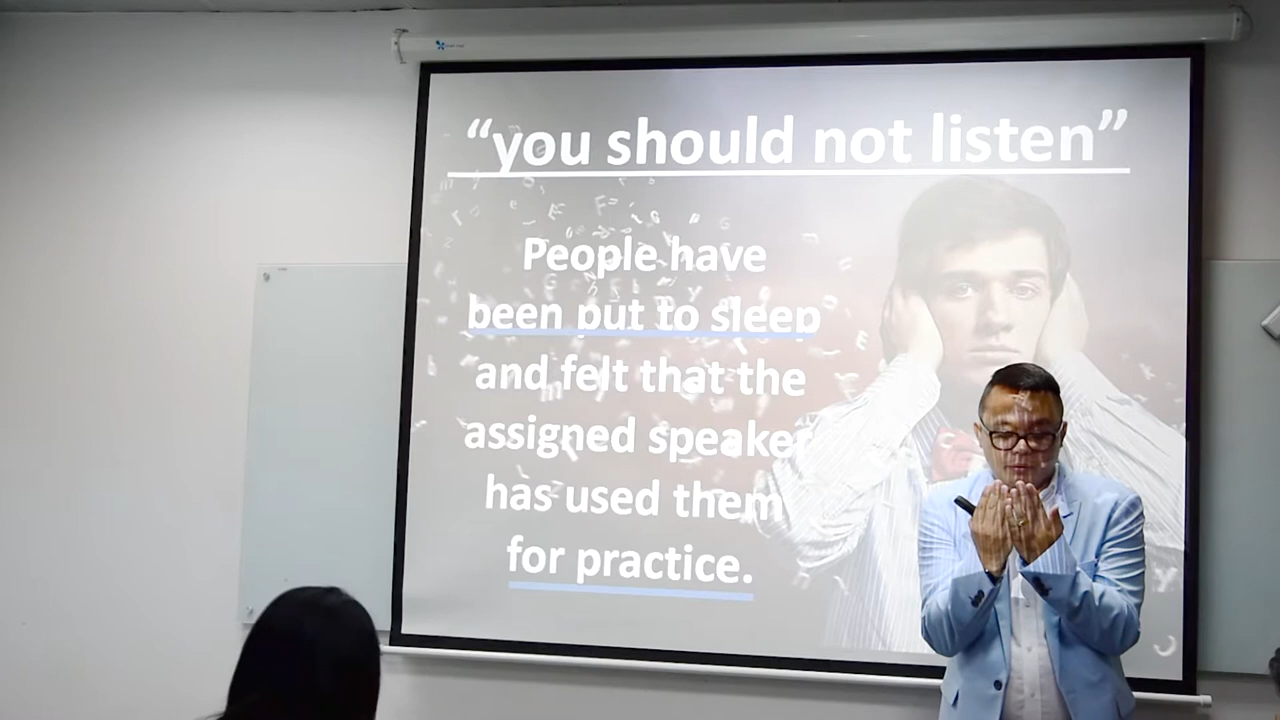 “you should not listen”
People have
been put to sleep
and felt that the
assigned speaker
has used them
for practice.